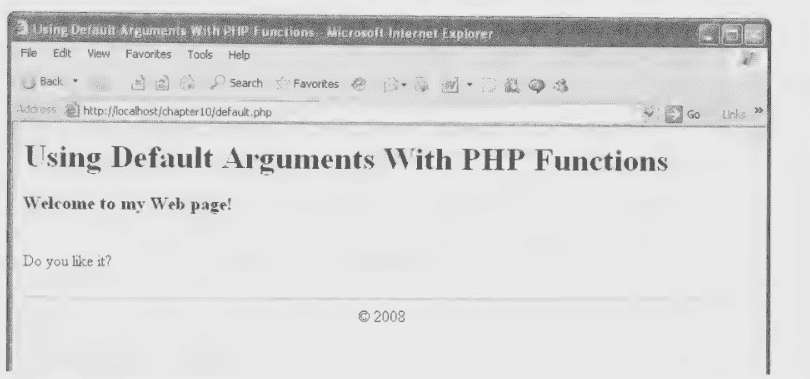 Using Default Arguments With PHP Functions - Microsoft Internet Explorer
File Edit View Favorites Tools Help
Back Search Favorites
Address http://localhost/chapter10/default.php Go Links »
Using Default Arguments With PHP Functions
Welcome to my Web page!
Do you like it?
© 2008